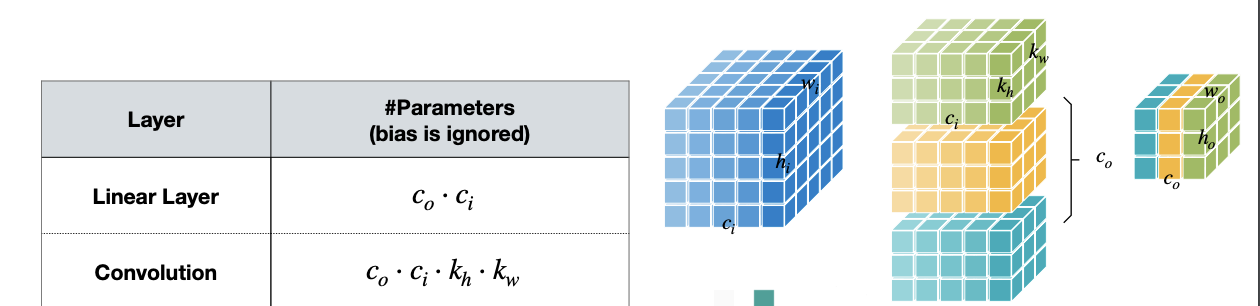 Layer
#Parameters
(bias is ignored)
Linear Layer
c_o · c_i
Convolution
c_o · c_i · k_h · k_w
w_i
h_i
c_i
k_w
k_h
c_i
c_o
w_o
h_o
c_o